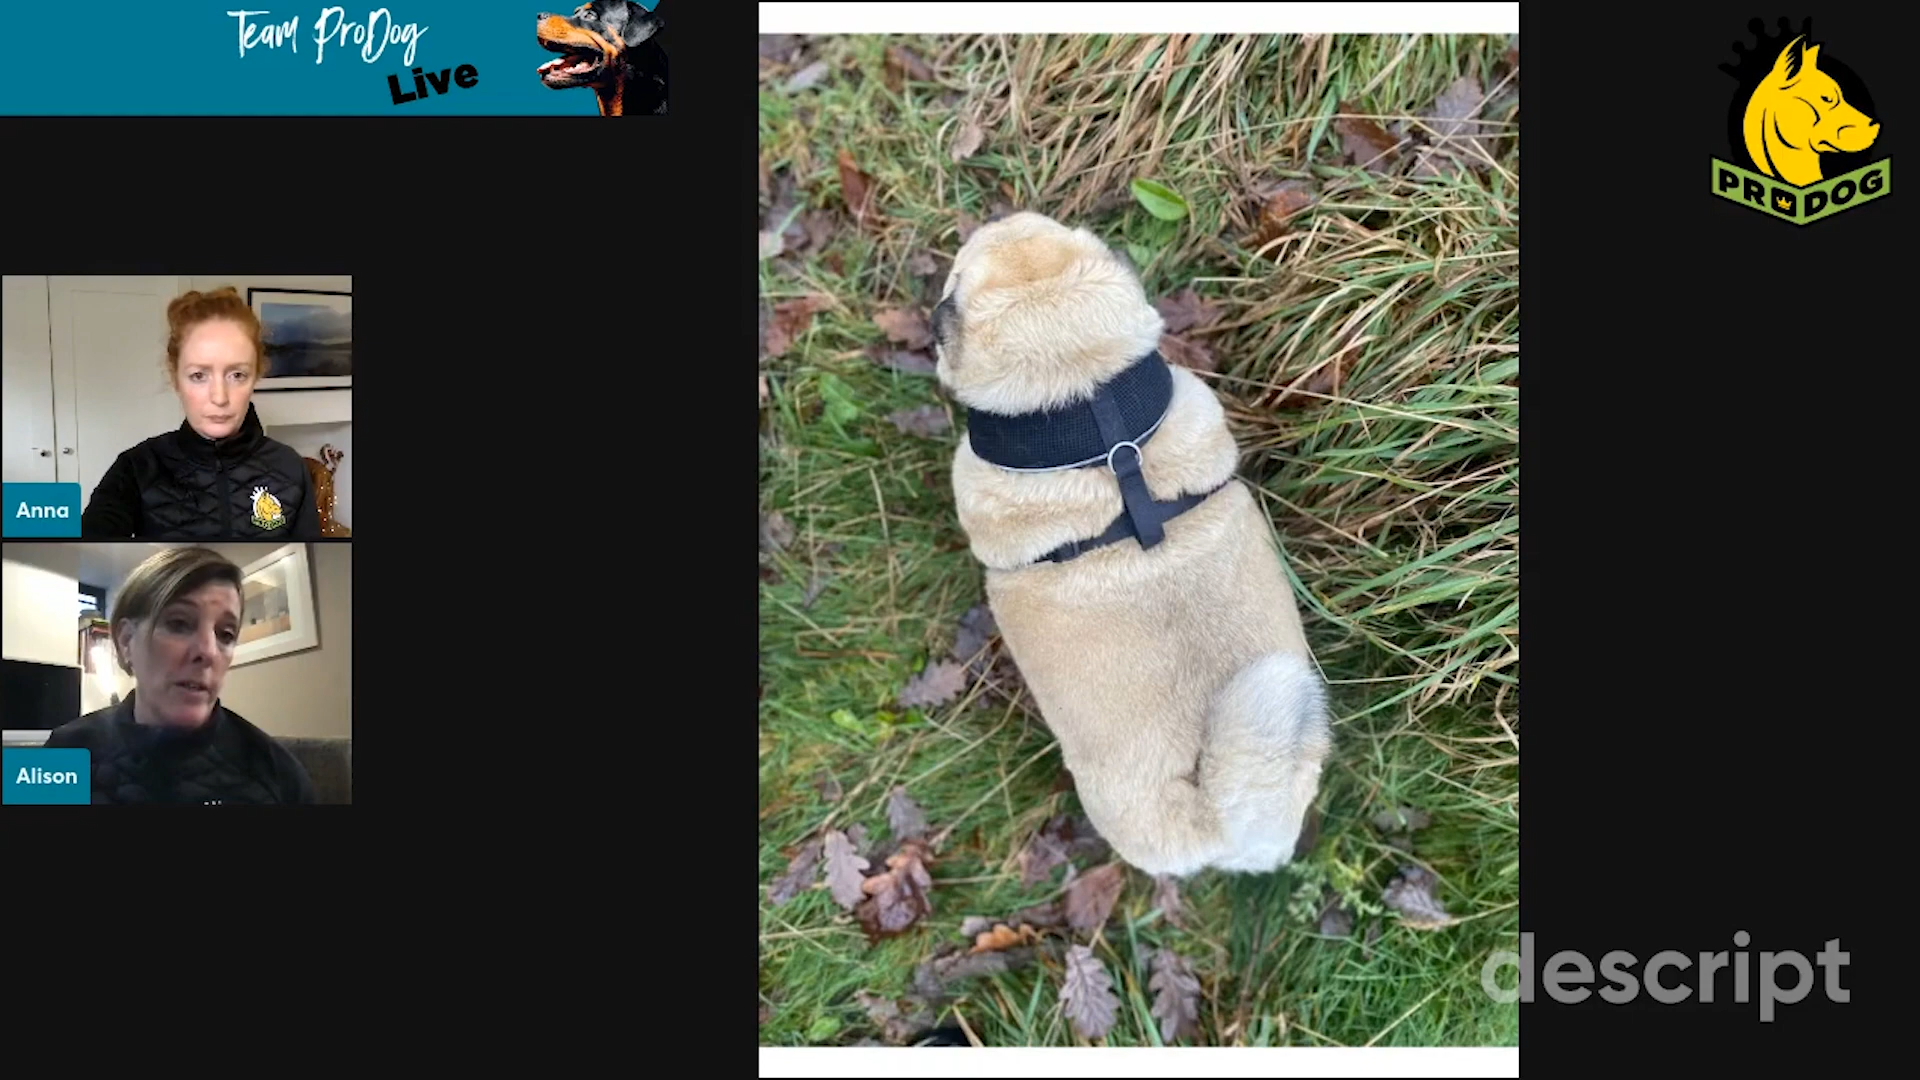 Team ProDog
Live
PRODOG
Anna
Alison
descript